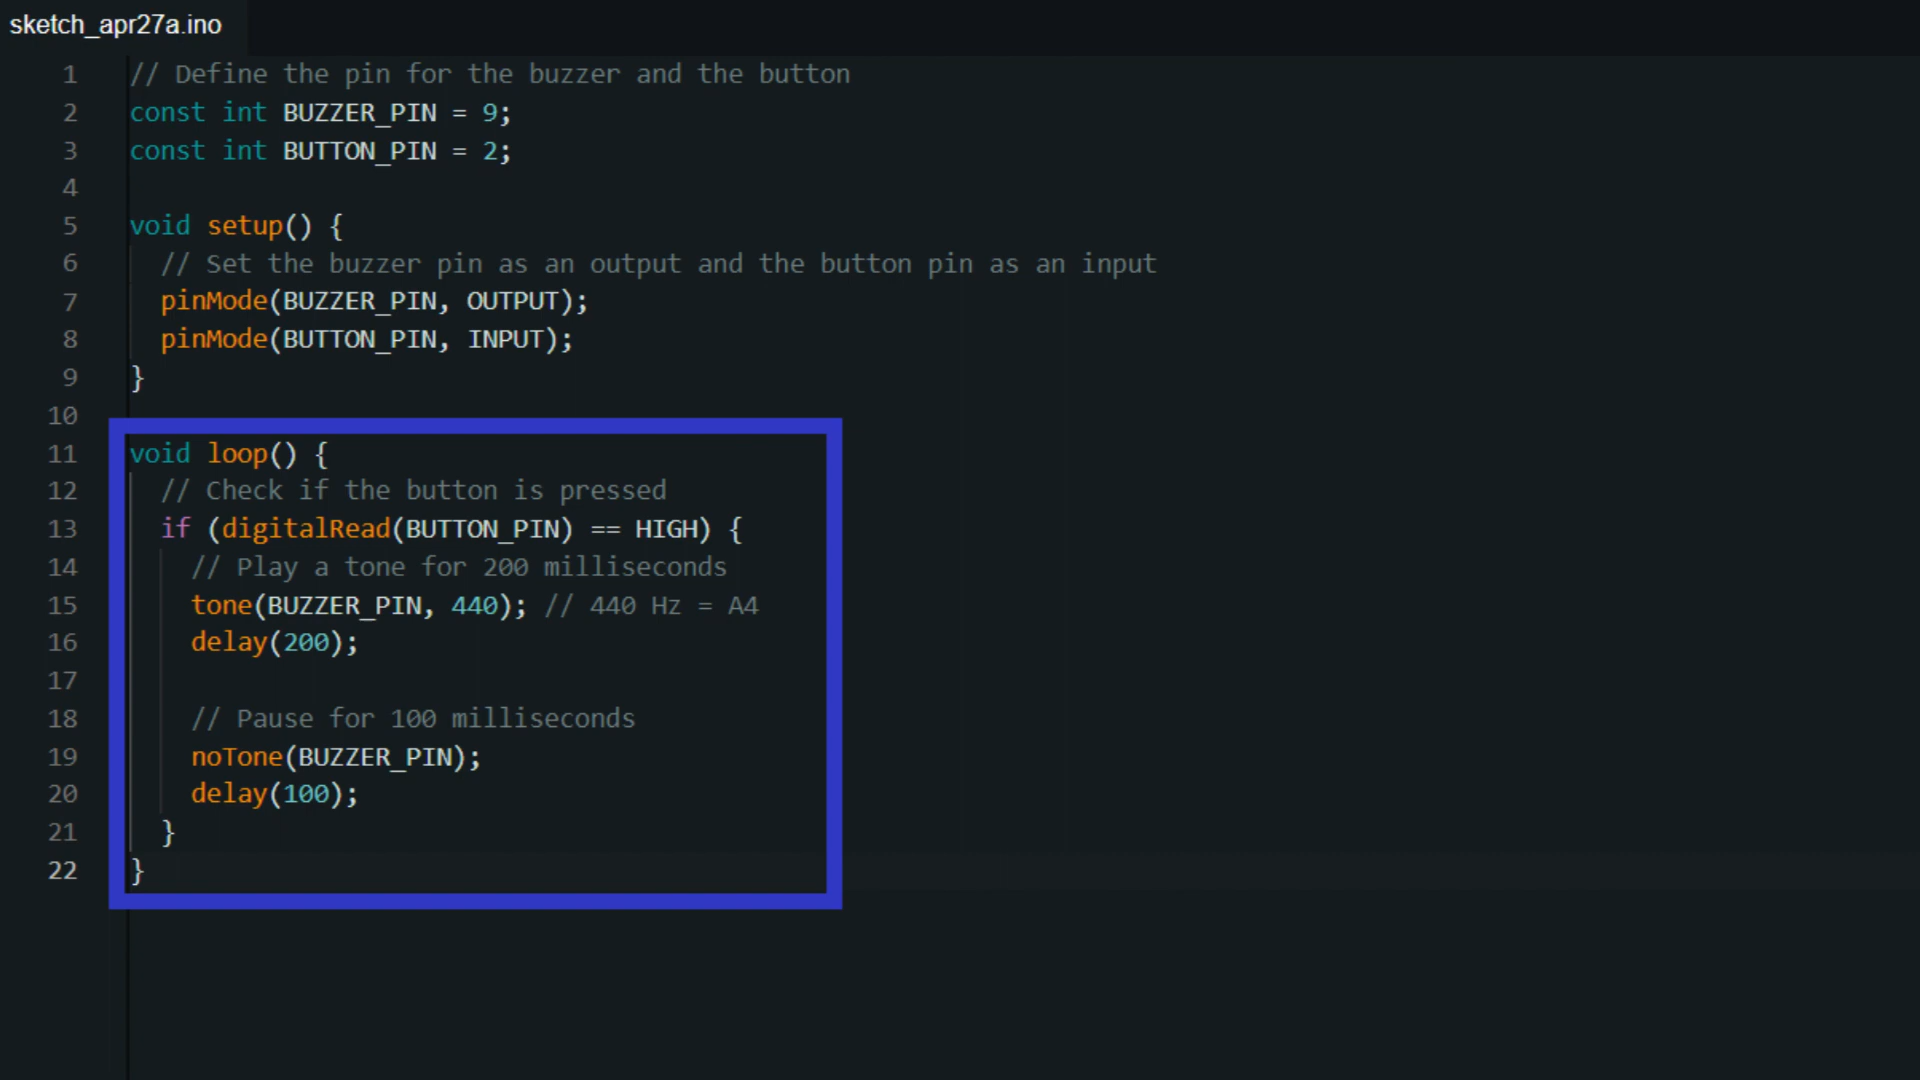 sketch_apr27a.ino
1 // Define the pin for the buzzer and the button
2 const int BUZZER_PIN = 9;
3 const int BUTTON_PIN = 2;
4
5 void setup() {
6   // Set the buzzer pin as an output and the button pin as an input
7   pinMode(BUZZER_PIN, OUTPUT);
8   pinMode(BUTTON_PIN, INPUT);
9 }
10
11 void loop() {
12   // Check if the button is pressed
13   if (digitalRead(BUTTON_PIN) == HIGH) {
14     // Play a tone for 200 milliseconds
15     tone(BUZZER_PIN, 440); // 440 Hz = A4
16     delay(200);
17
18     // Pause for 100 milliseconds
19     noTone(BUZZER_PIN);
20     delay(100);
21   }
22 }